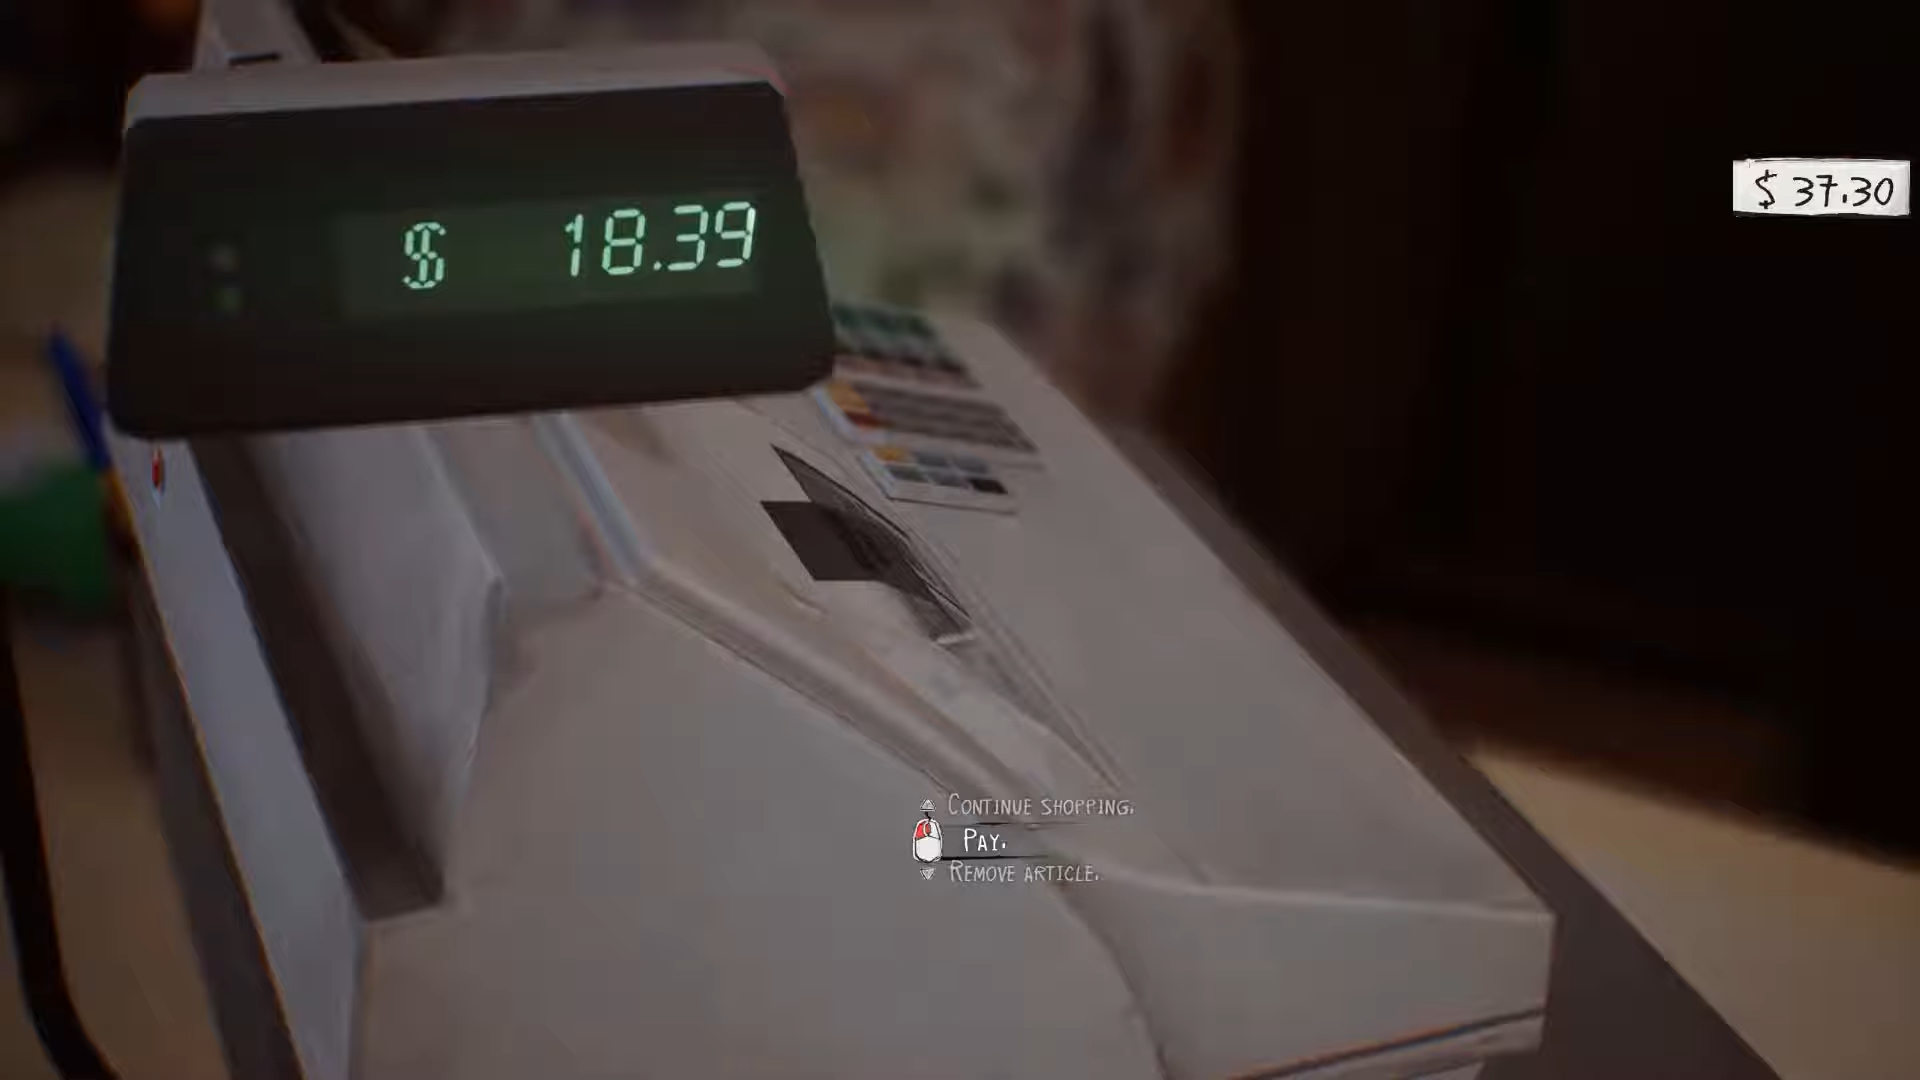 $ 18.39
$ 37.30
CONTINUE SHOPPING.
PAY.
REMOVE ARTICLE.